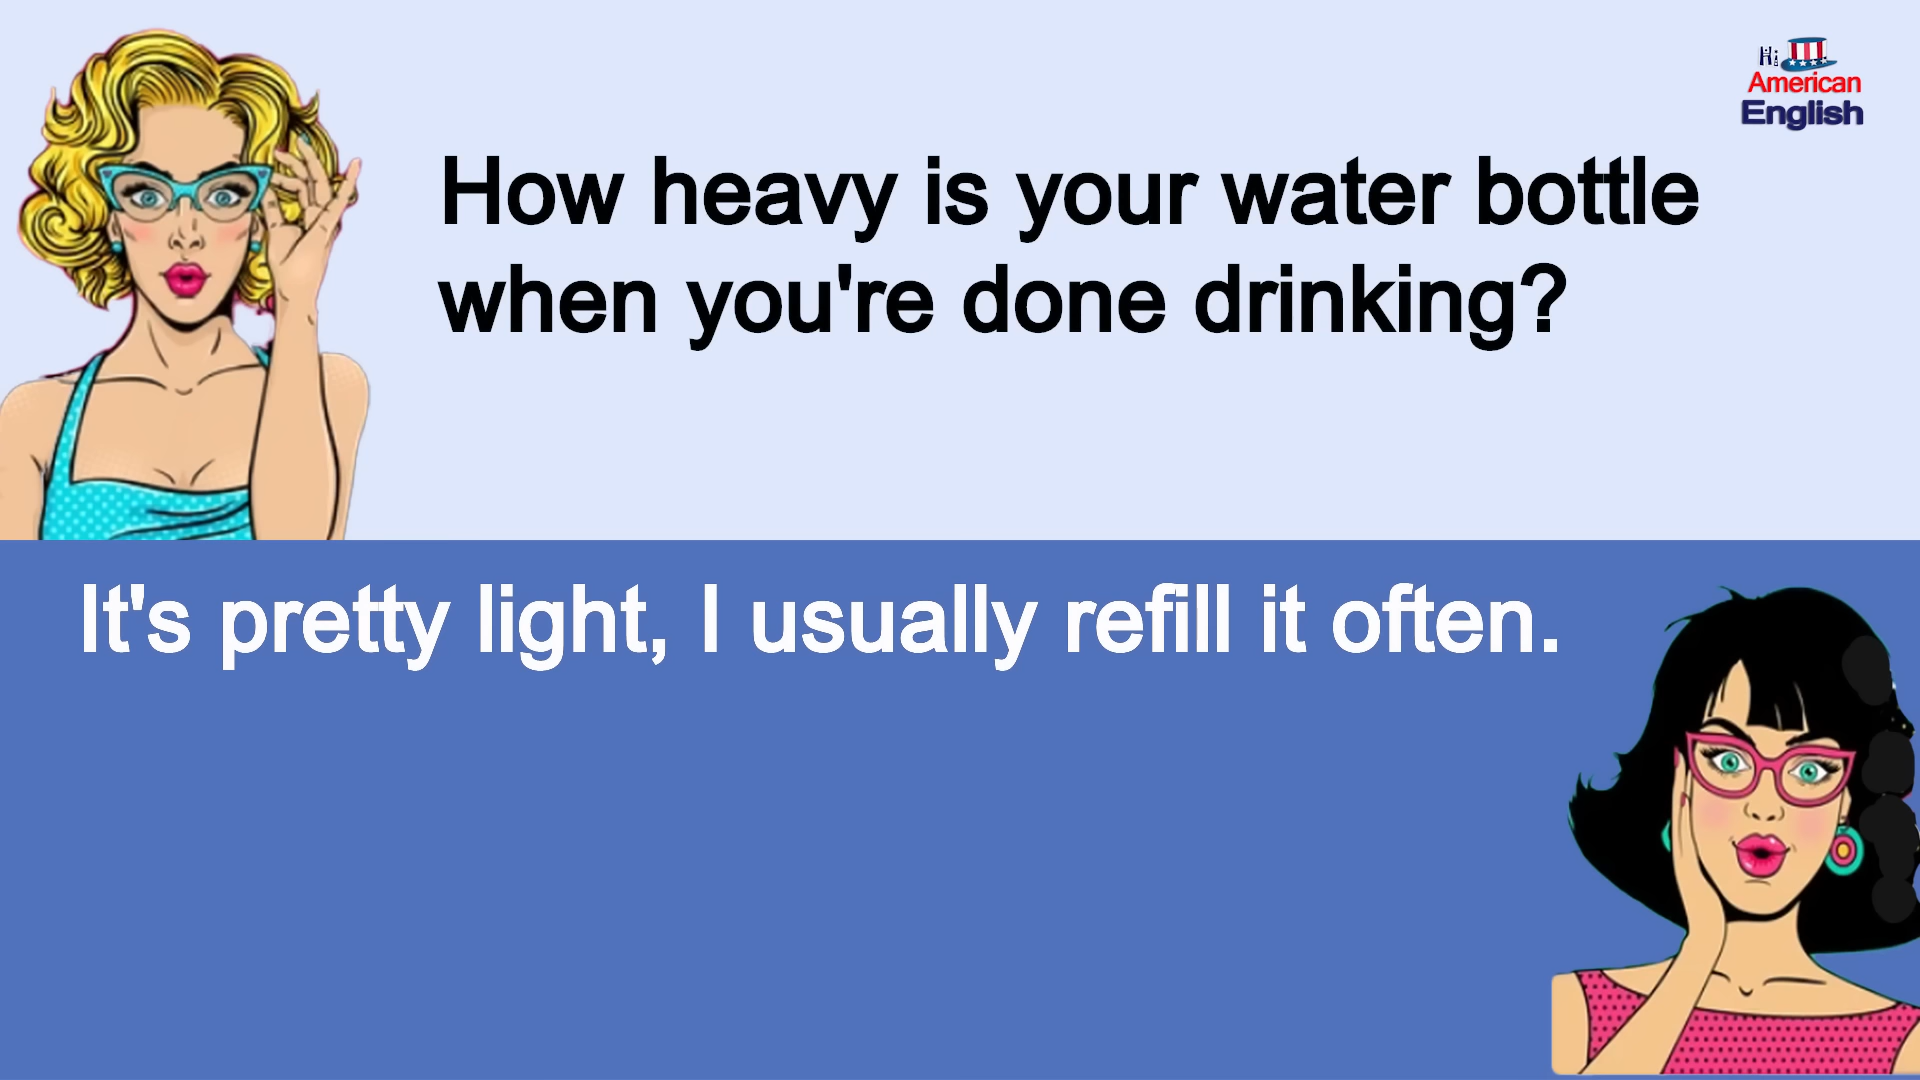 Hi
American
English
How heavy is your water bottle
when you're done drinking?
It's pretty light, I usually refill it often.